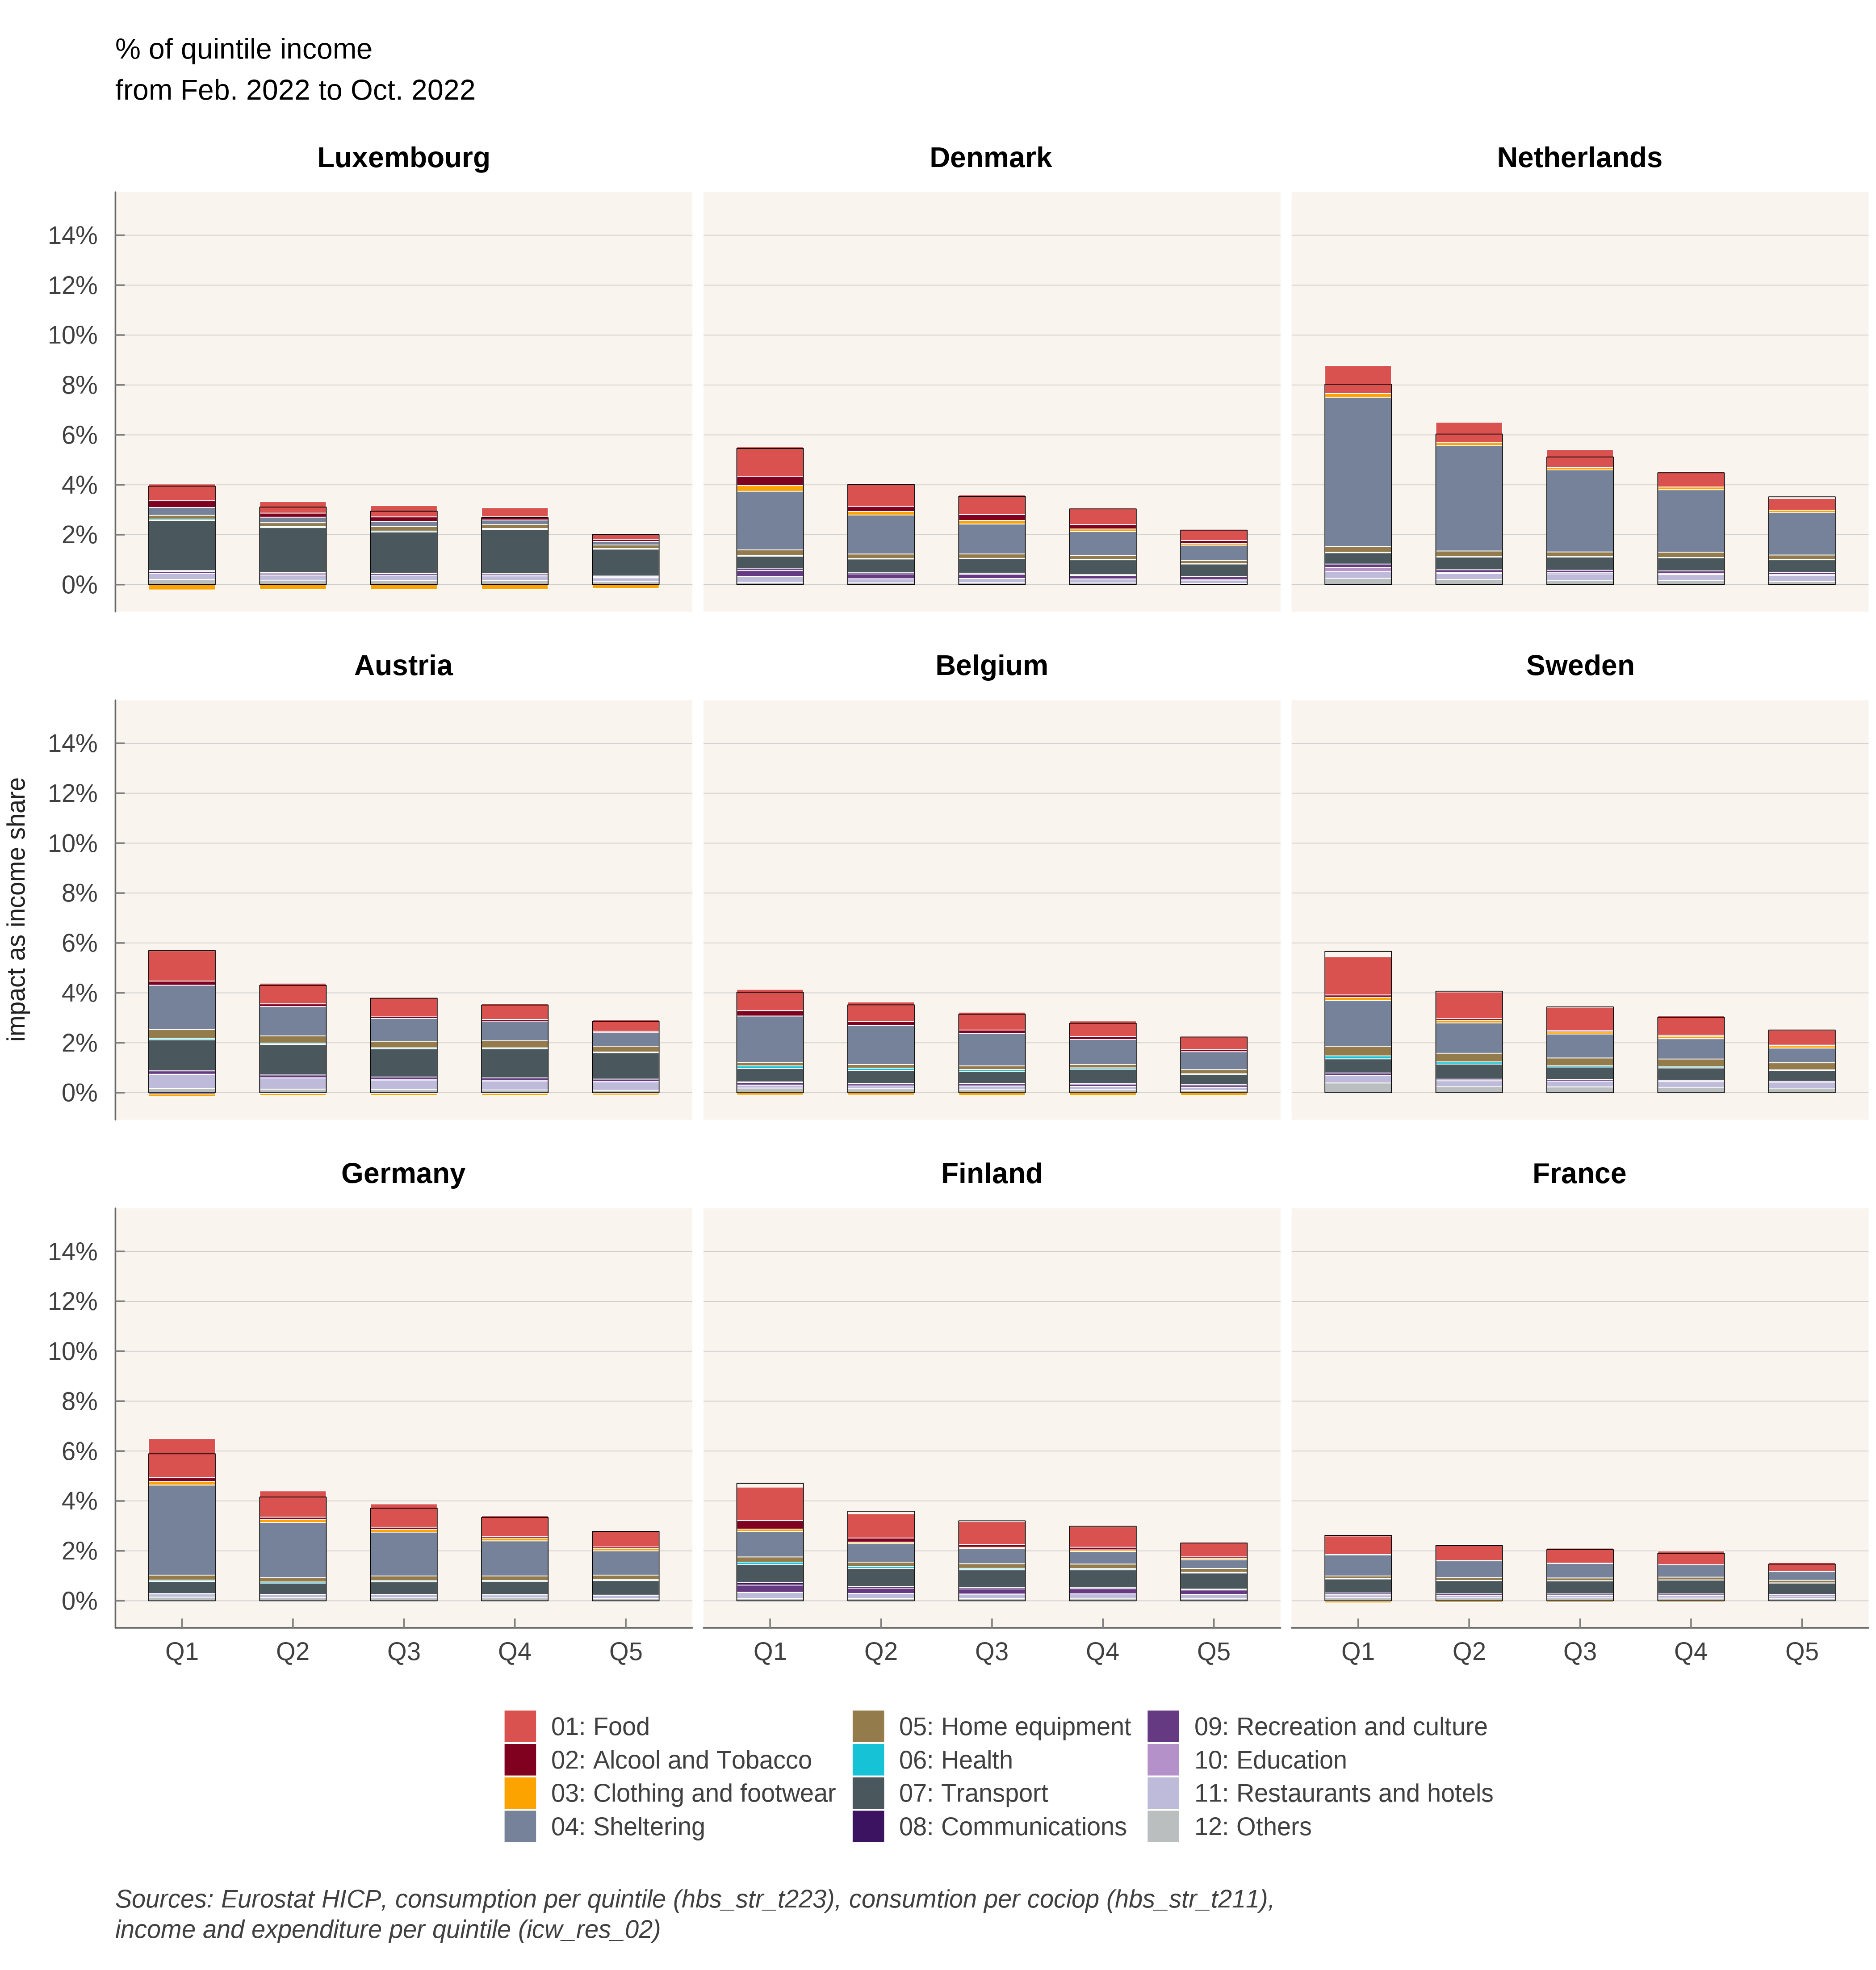 % of quintile income
from Feb. 2022 to Oct. 2022
Luxembourg Denmark Netherlands
14%
12%
10%
8%
6%
4%
2%
0%
Austria Belgium Sweden
impact as income share
14%
12%
10%
8%
6%
4%
2%
0%
Germany Finland France
14%
12%
10%
8%
6%
4%
2%
0%
Q1 Q2 Q3 Q4 Q5 Q1 Q2 Q3 Q4 Q5 Q1 Q2 Q3 Q4 Q5
01: Food 05: Home equipment 09: Recreation and culture
02: Alcool and Tobacco 06: Health 10: Education
03: Clothing and footwear 07: Transport 11: Restaurants and hotels
04: Sheltering 08: Communications 12: Others
Sources: Eurostat HICP, consumption per quintile (hbs_str_t223), consumtion per cociop (hbs_str_t211),
income and expenditure per quintile (icw_res_02)